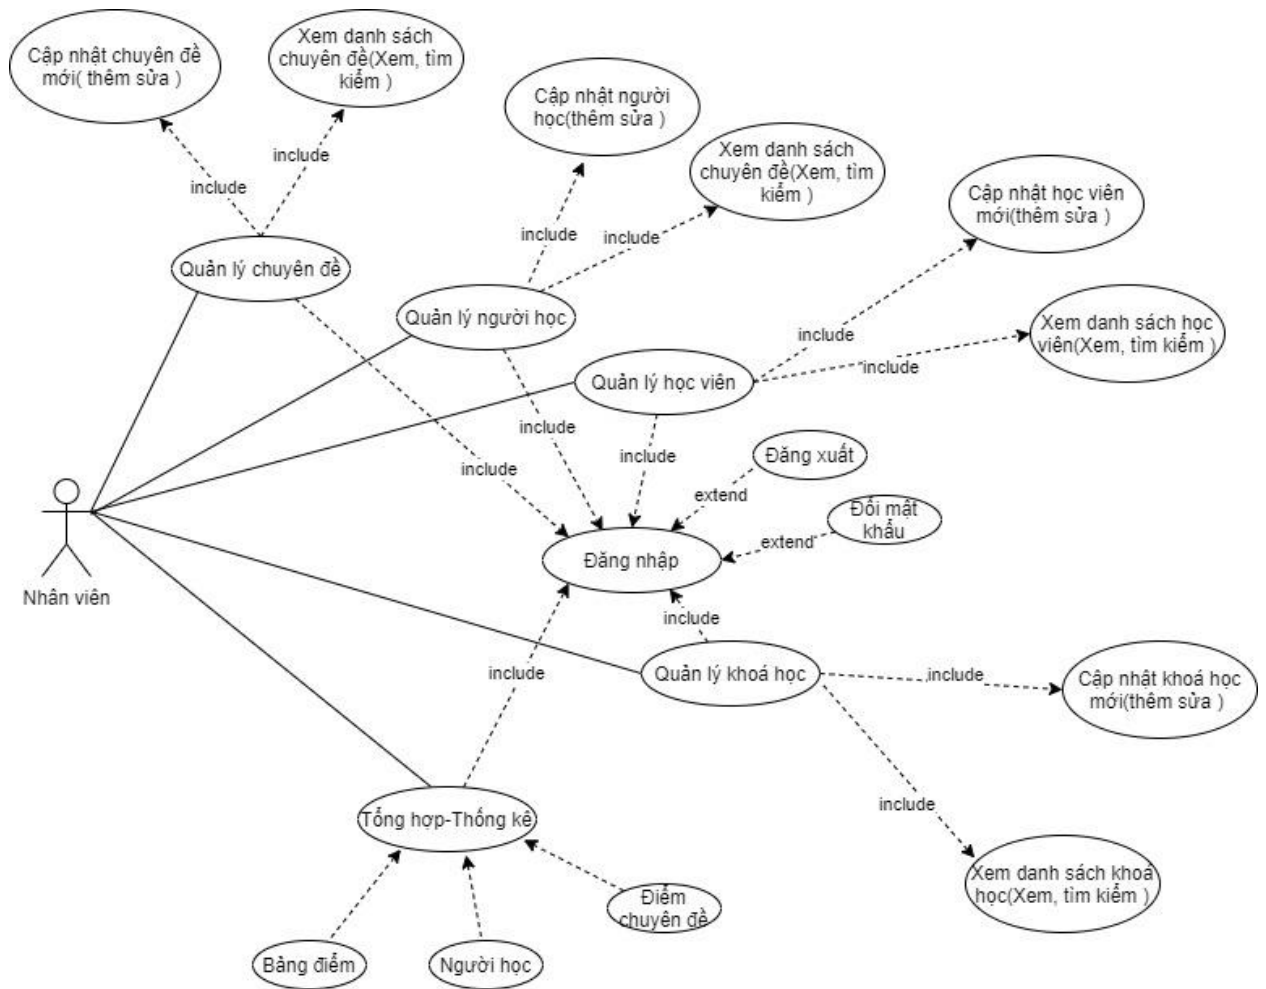 Cập nhật chuyên đề
mới( thêm sửa )
Xem danh sách
chuyên đề(Xem, tìm
kiếm )
Cập nhật người
học(thêm sửa )
Xem danh sách
chuyên đề(Xem, tìm
kiếm )
Cập nhật học viên
mới(thêm sửa )
include
include
include
include
Quản lý chuyên đề
Quản lý người học
Xem danh sách học
viên(Xem, tìm kiếm )
include
include
Quản lý học viên
include
include
include
Đăng xuất
extend
Đổi mật
khẩu
extend
Đăng nhập
Nhân viên
include
include
Quản lý khoá học
include
Cập nhật khoá học
mới(thêm sửa )
include
Tổng hợp-Thống kê
Xem danh sách khoá
học(Xem, tìm kiếm )
Điểm
chuyên đề
Bảng điểm
Người học